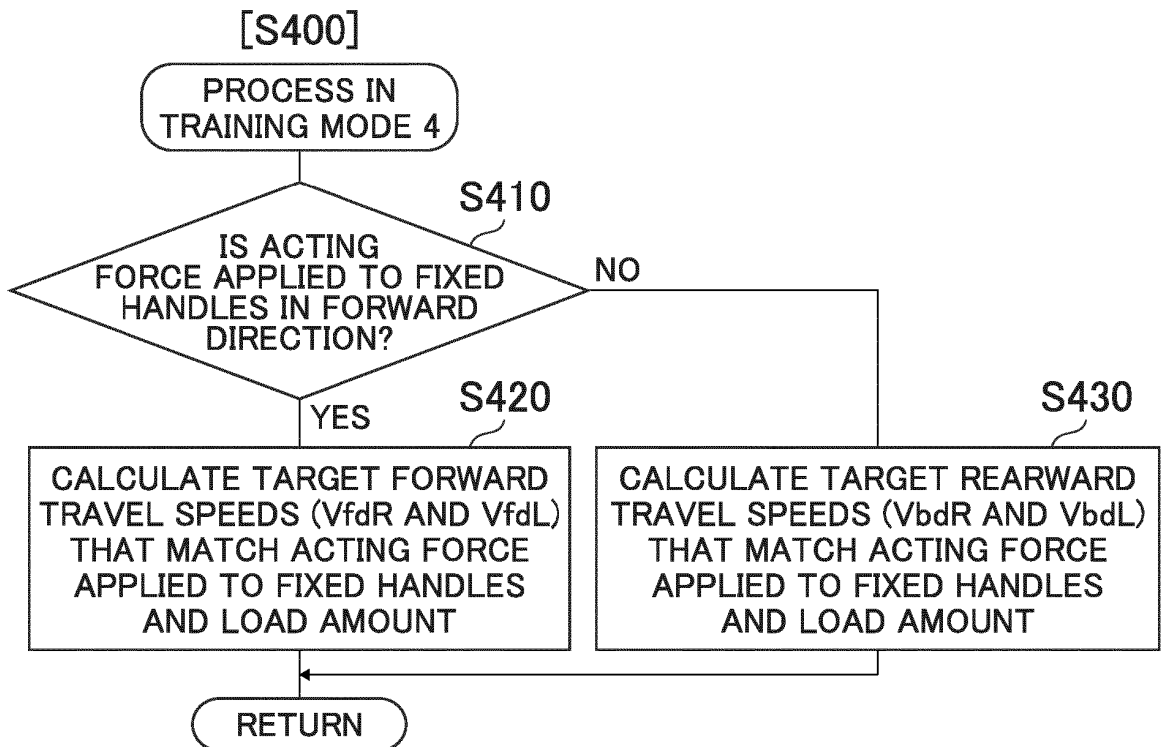 [S400]
PROCESS IN
TRAINING MODE 4
S410
IS ACTING
FORCE APPLIED TO FIXED
HANDLES IN FORWARD
DIRECTION?
NO
YES
S420
CALCULATE TARGET FORWARD
TRAVEL SPEEDS (VfdR AND VfdL)
THAT MATCH ACTING FORCE
APPLIED TO FIXED HANDLES
AND LOAD AMOUNT
S430
CALCULATE TARGET REARWARD
TRAVEL SPEEDS (VbdR AND VbdL)
THAT MATCH ACTING FORCE
APPLIED TO FIXED HANDLES
AND LOAD AMOUNT
RETURN